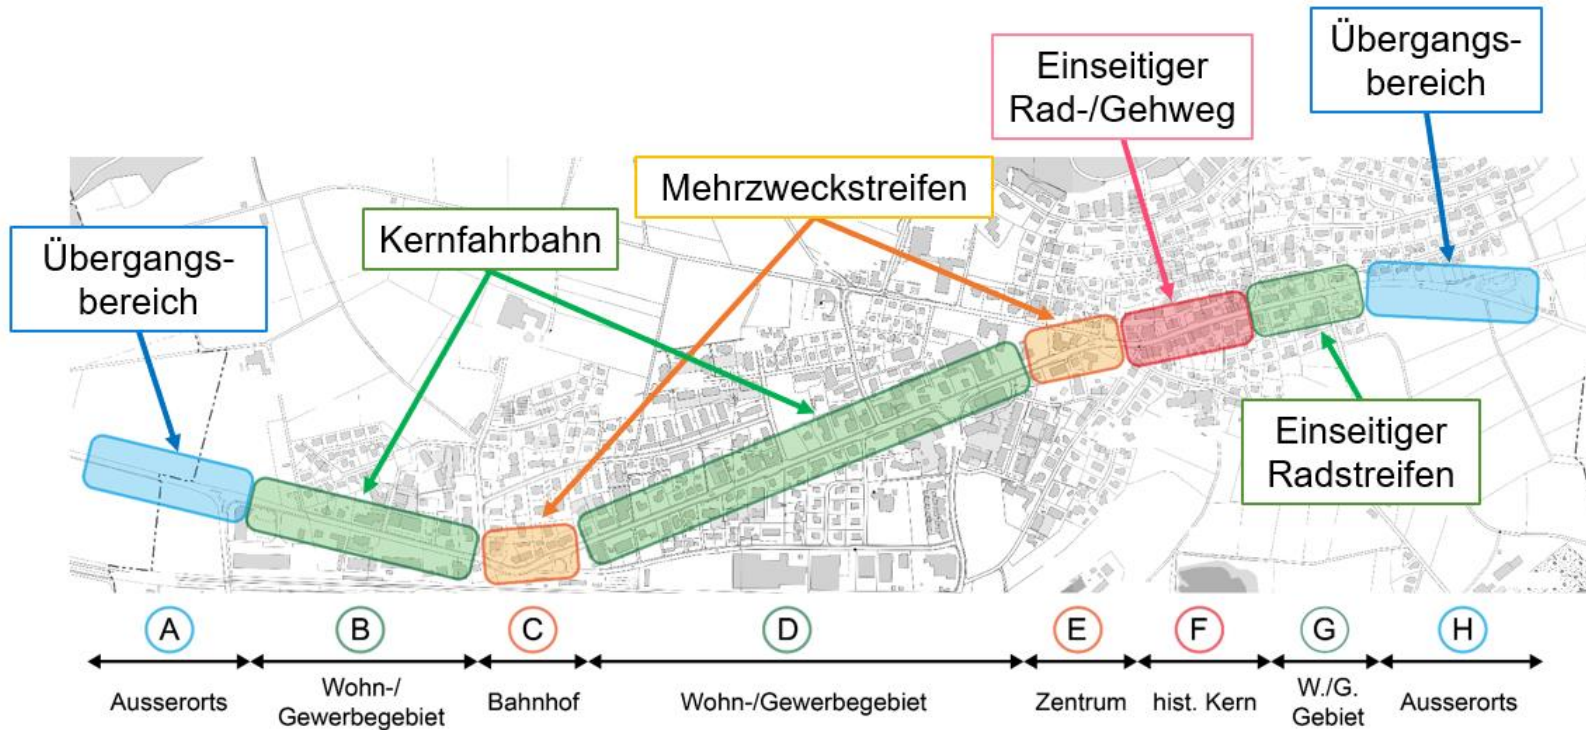 Übergangs-
bereich
Einseitiger
Rad-/Gehweg
Mehrzweckstreifen
Kernfahrbahn
Übergangs-
bereich
Einseitiger
Radstreifen
A
B
C
D
E
F
G
H
Ausserorts
Wohn-/
Gewerbegebiet
Bahnhof
Wohn-/Gewerbegebiet
Zentrum
hist. Kern
W./G.
Gebiet
Ausserorts